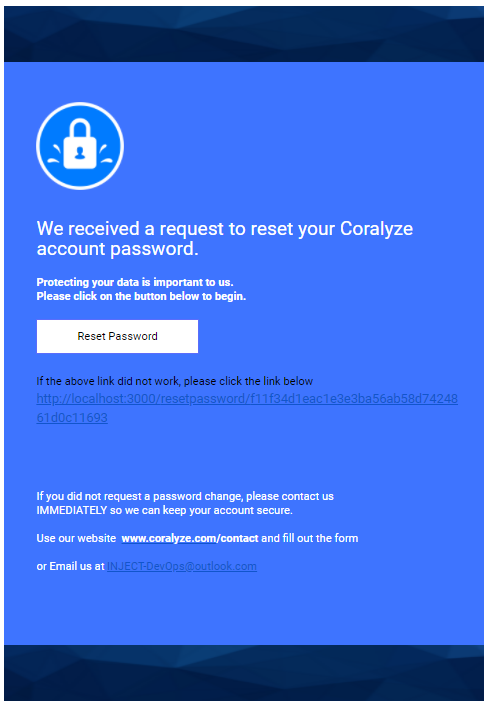 We received a request to reset your Coralyze
account password.
Protecting your data is important to us.
Please click on the button below to begin.
Reset Password
If the above link did not work, please click the link below
http://localhost:3000/resetpassword/f11f34d1eac1e3e3ba56ab58d74248
61d0c11693
If you did not request a password change, please contact us
IMMEDIATELY so we can keep your account secure.
Use our website www.coralyze.com/contact and fill out the form
or Email us at INJECT-DevOps@outlook.com